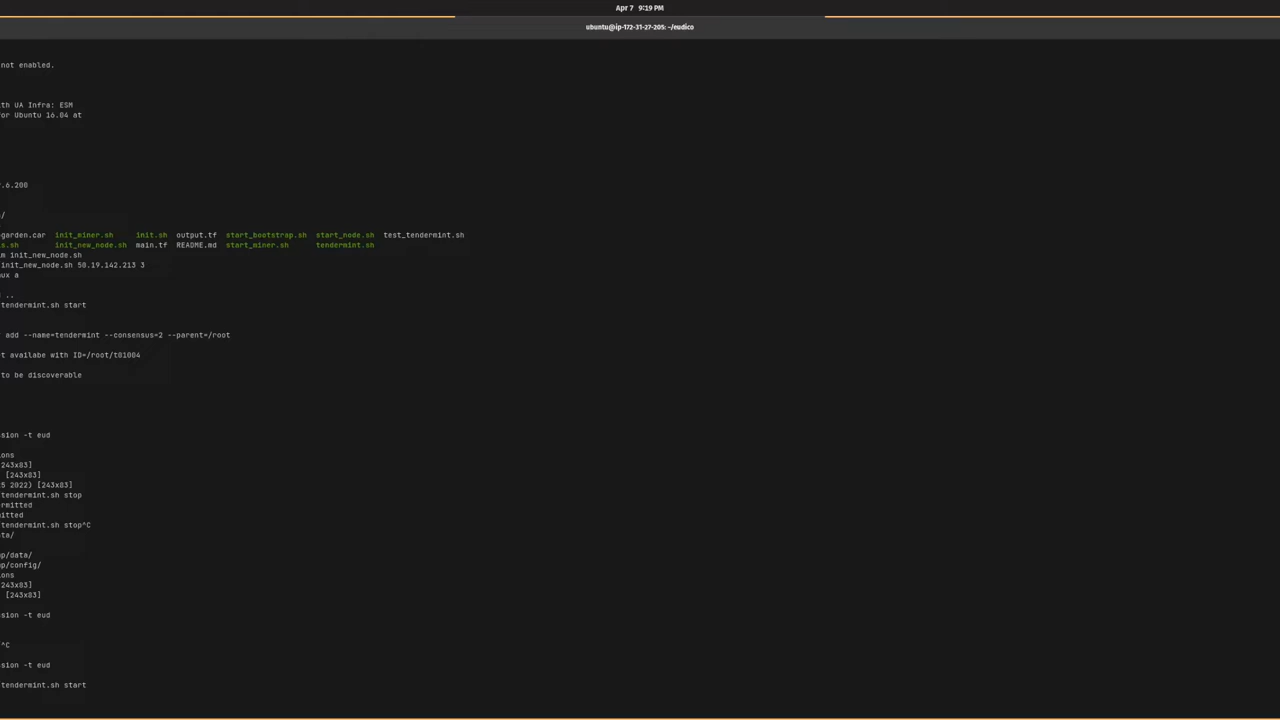 Apr 7 9:19 PM
ubuntu@ip-172-31-27-205: ~/eudico
not enabled.
th UA Infra: ESM
or Ubuntu 16.04 at
.6.200
/
garden.car init_miner.sh init.sh output.tf start_bootstrap.sh start_node.sh test_tendermint.sh
s.sh init_new_node.sh main.tf README.md start_miner.sh tendermint.sh
m init_new_node.sh
init_new_node.sh 50.19.142.213 3
ux a
..
tendermint.sh start
add --name=tendermint --consensus=2 --parent=/root
t availabe with ID=/root/t01004
to be discoverable
sion -t eud
ions
[243x83]
[243x83]
5 2022) [243x83]
tendermint.sh stop
rmitted
itted
tendermint.sh stop^C
ta/
p/data/
p/config/
ions
[243x83]
[243x83]
sion -t eud
^C
sion -t eud
tendermint.sh start